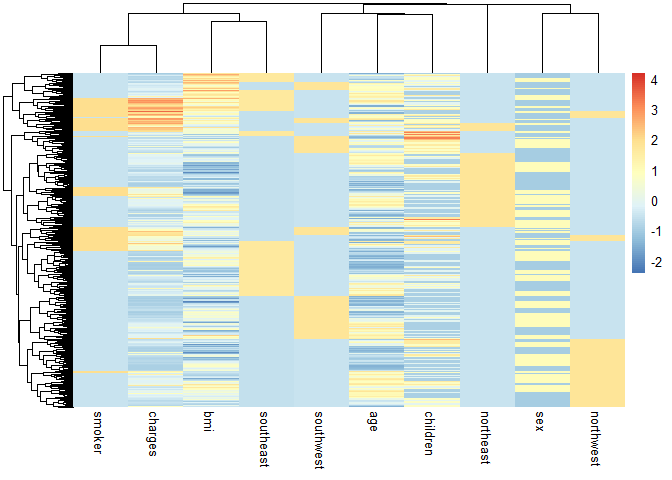 4
3
2
1
0
-1
-2
smoker
charges
bmi
southeast
southwest
age
children
northeast
sex
northwest